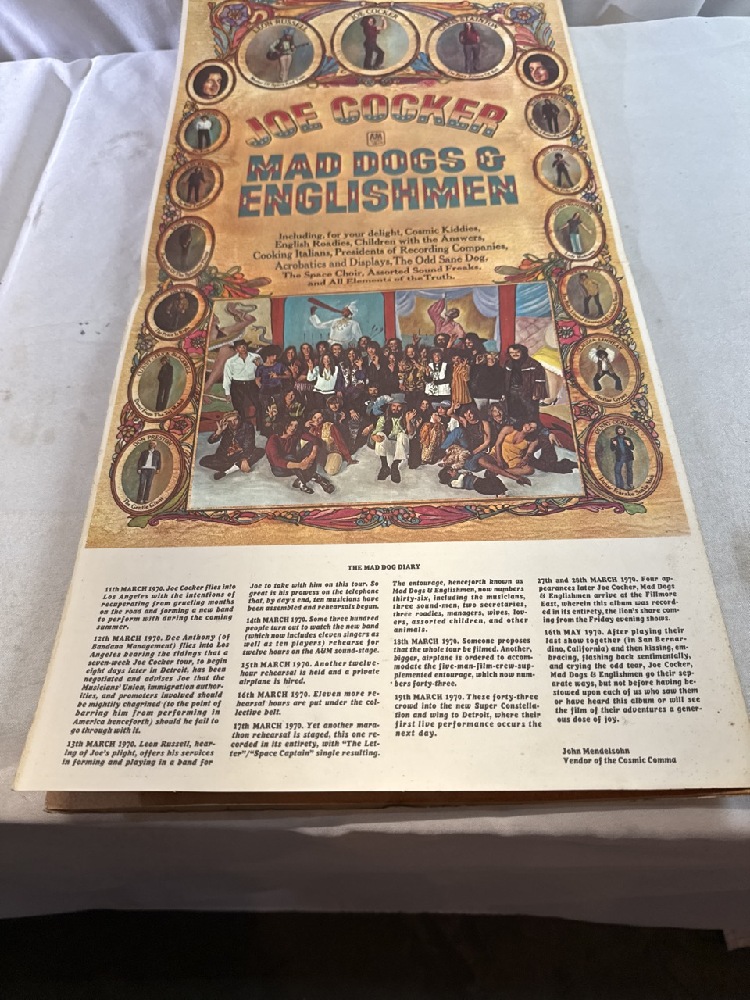 JOE COCKER
JOE COCKER
A&M
MAD DOGS &
ENGLISHMEN
Including, for your delight, Cosmic Kiddies,
English Roadies, Children with the Answers,
Cooking Italians, Presidents of Recording Companies,
Acrobatics and Displays, The Odd Sane Dog,
The Space Choir, Assorted Sound Freaks,
and All Elements of the Truth.
THE MAD DOG DIARY
11th MARCH 1970. Joe Cocker flies into
Los Angeles with the intentions of
recuperating from grueling months
on the road and forming a new band
to perform with during the coming
summer.
12th MARCH 1970. Dee Anthony (of
Bandana Management) flies into Los
Angeles bearing the tidings that a
seven-week Joe Cocker tour, to begin
eight days later in Detroit, has been
negotiated and advises Joe that the
Musicians' Union, immigration author-
ities, and promoters involved should
be mightily chagrined (to the point of
barring him from performing in
America henceforth) should he fail to
go through with it.
13th MARCH 1970. Leon Russell, hear-
ing of Joe's plight, offers his services
in forming and playing in a band for
Joe to take with him on this tour. So
great is his prowess on the telephone
that, by day's end, ten musicians have
been assembled and rehearsals begun.
14th MARCH 1970. Some three hundred
people turn out to watch the new band
(which now includes eleven singers as
well as ten players) rehearse for
twelve hours on the A&M sound-stage.
15th MARCH 1970. Another twelve-
hour rehearsal is held and a private
airplane is hired.
16th MARCH 1970. Eleven more re-
hearsal hours are put under the col-
lective belt.
17th MARCH 1970. Yet another mara-
thon rehearsal is staged, this one re-
corded in its entirety, with "The Let-
ter"/"Space Captain" single resulting.
The entourage, henceforth known as
Mad Dogs & Englishmen, now numbers
thirty-six, including the musicians,
three sound-men, two secretaries,
three roadies, managers, wives, lov-
ers, assorted children, and other
animals.
18th MARCH 1970. Someone proposes
that the whole tour be filmed. Another,
bigger, airplane is ordered to accom-
modate the five-man-film-crew-sup-
plemented entourage, which now num-
bers forty-three.
19th MARCH 1970. These forty-three
crowd into the new Super Constella-
tion and wing to Detroit, where their
first live performance occurs the
next day.
27th and 28th MARCH 1970. Four ap-
pearances later Joe Cocker, Mad Dogs
& Englishmen arrive at the Fillmore
East, wherein this album was record-
ed in its entirety, the lion's share com-
ing from the Friday evening shows.
16th MAY 1970. After playing their
last show together (in San Bernar-
dino, California) and then kissing, em-
bracing, flashing back sentimentally,
and crying the odd tear, Joe Cocker,
Mad Dogs & Englishmen go their sep-
arate ways, but not before having be-
stowed upon each of us who saw them
or have heard this album or will see
the film of their adventures a gener-
ous dose of joy.
John Mendelsohn
Vendor of the Cosmic Comma